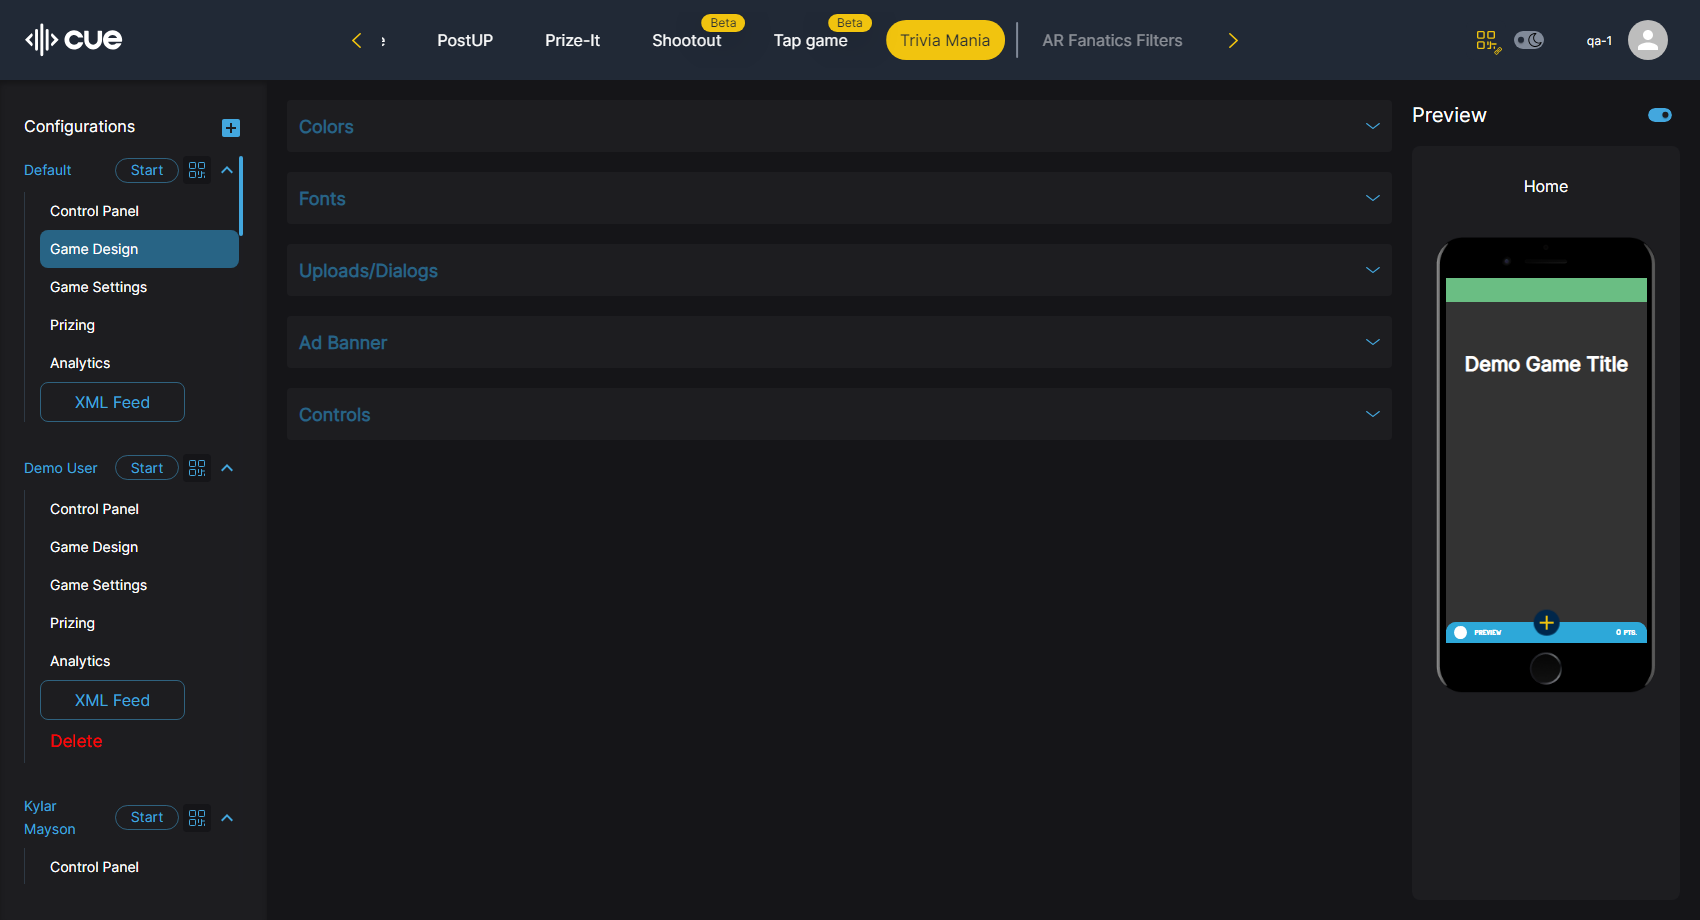 cue
PostUP
Prize-It
Shootout
Beta
Tap game
Beta
Trivia Mania
AR Fanatics Filters
qa-1
Configurations
Default
Start
Control Panel
Game Design
Game Settings
Prizing
Analytics
XML Feed
Demo User
Start
Control Panel
Game Design
Game Settings
Prizing
Analytics
XML Feed
Delete
Kylar
Mayson
Start
Control Panel
Colors
Fonts
Uploads/Dialogs
Ad Banner
Controls
Preview
Home
Demo Game Title
PREVIEW
0 PTS.